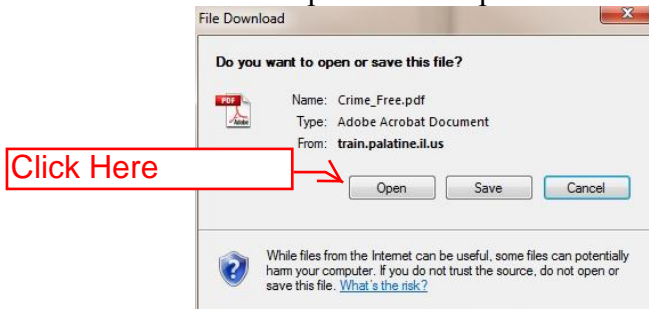 File Download
Do you want to open or save this file?
PDF
Adobe
Name: Crime_Free.pdf
Type: Adobe Acrobat Document
From: train.palatine.il.us
Click Here
Open Save Cancel
While files from the Internet can be useful, some files can potentially
harm your computer. If you do not trust the source, do not open or
save this file. What's the risk?